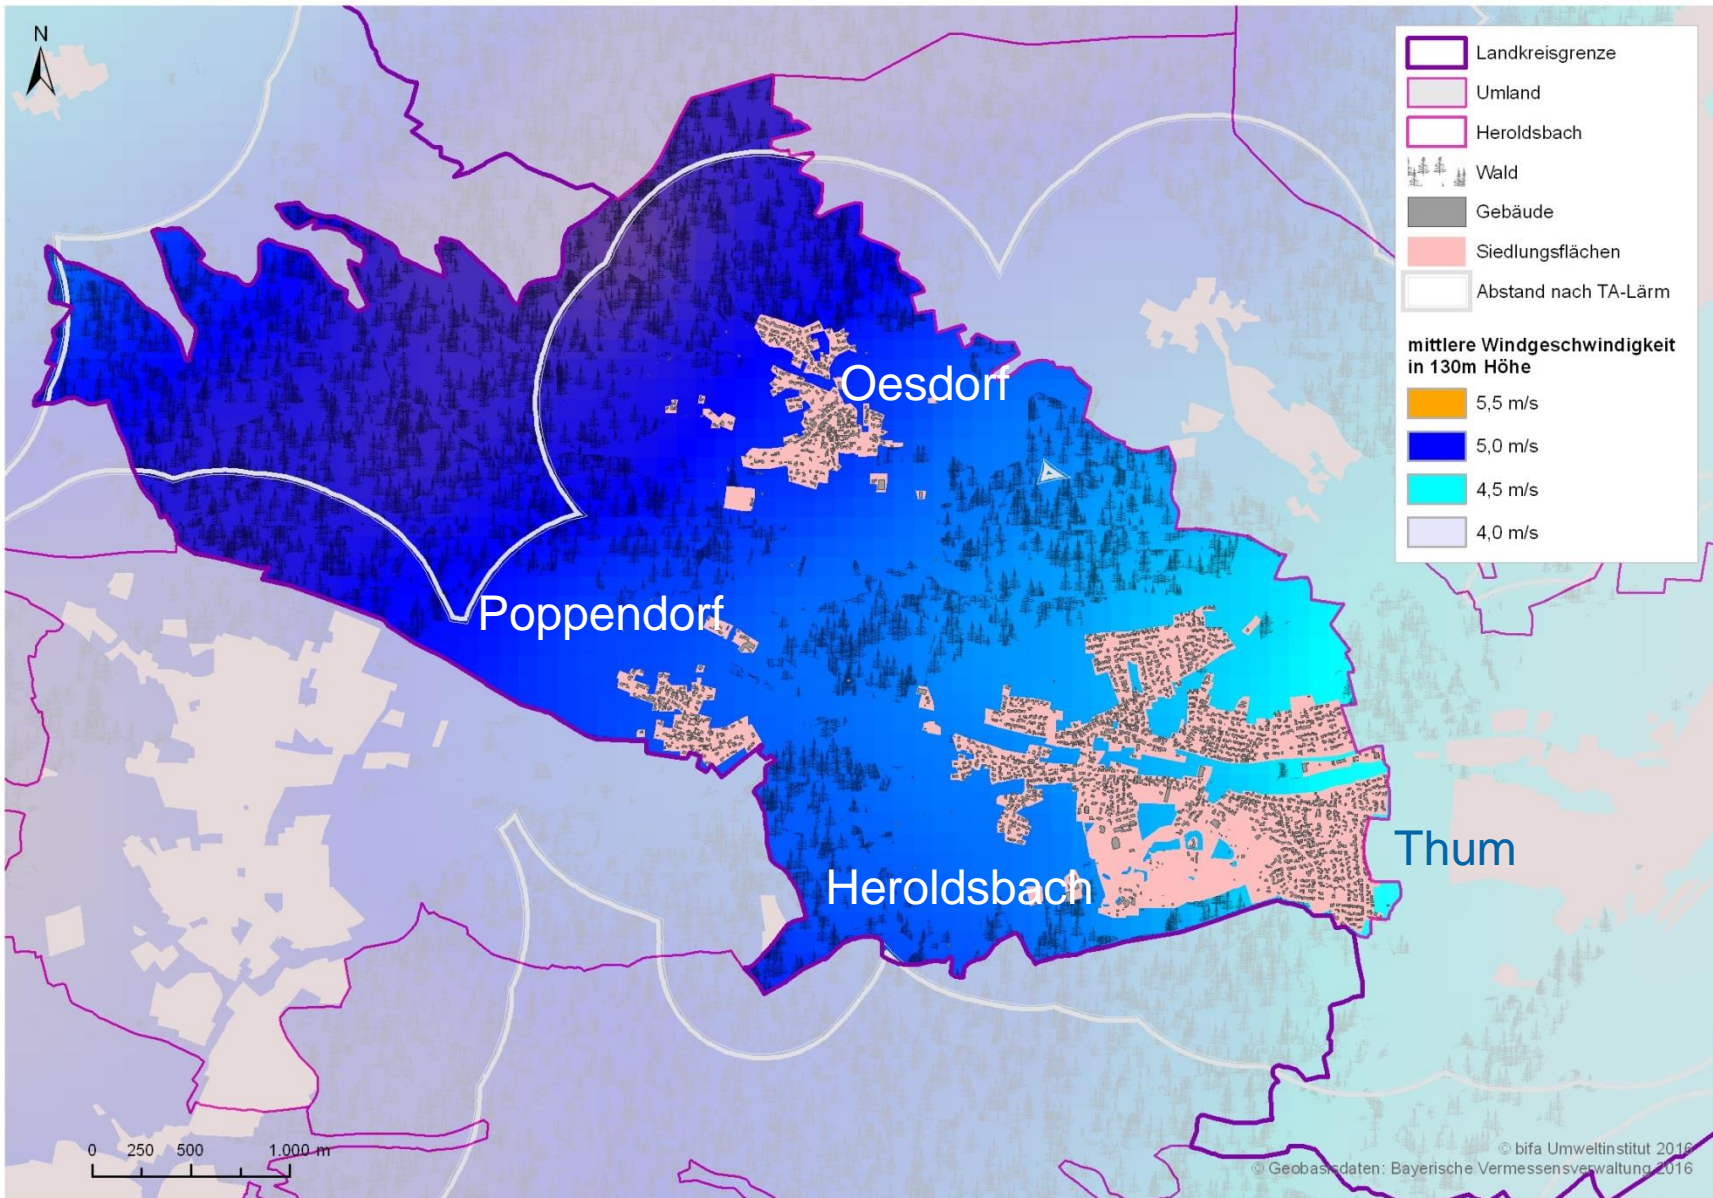 N
Landkreisgrenze
Umland
Heroldsbach
Wald
Gebäude
Siedlungsflächen
Abstand nach TA-Lärm
mittlere Windgeschwindigkeit
in 130m Höhe
5,5 m/s
5,0 m/s
4,5 m/s
4,0 m/s
Oesdorf
Poppendorf
Thum
Heroldsbach
0 250 500 1.000 m
© bifa Umweltinstitut 2016
© Geobasisdaten: Bayerische Vermessensverwaltung 2016